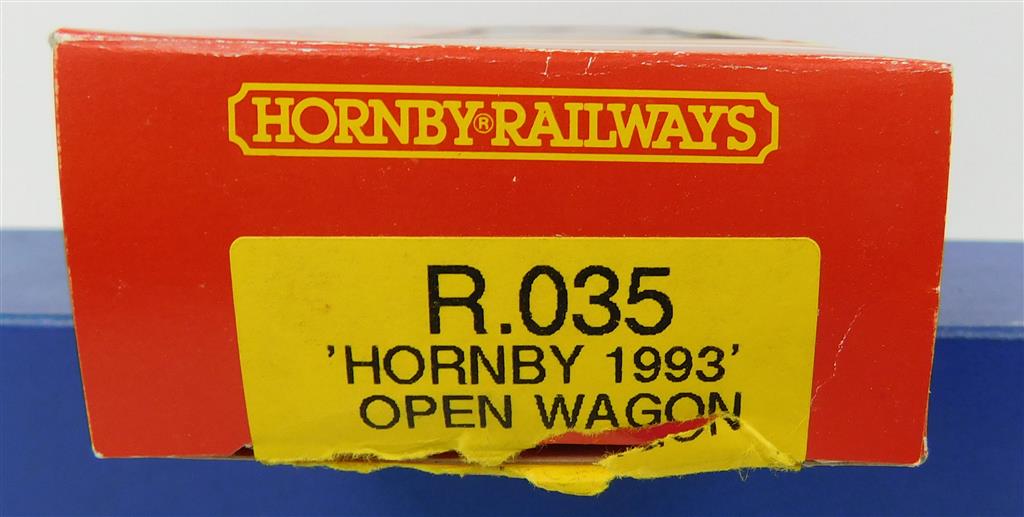 HORNBY® RAILWAYS
R.035
'HORNBY 1993'
OPEN WAGON